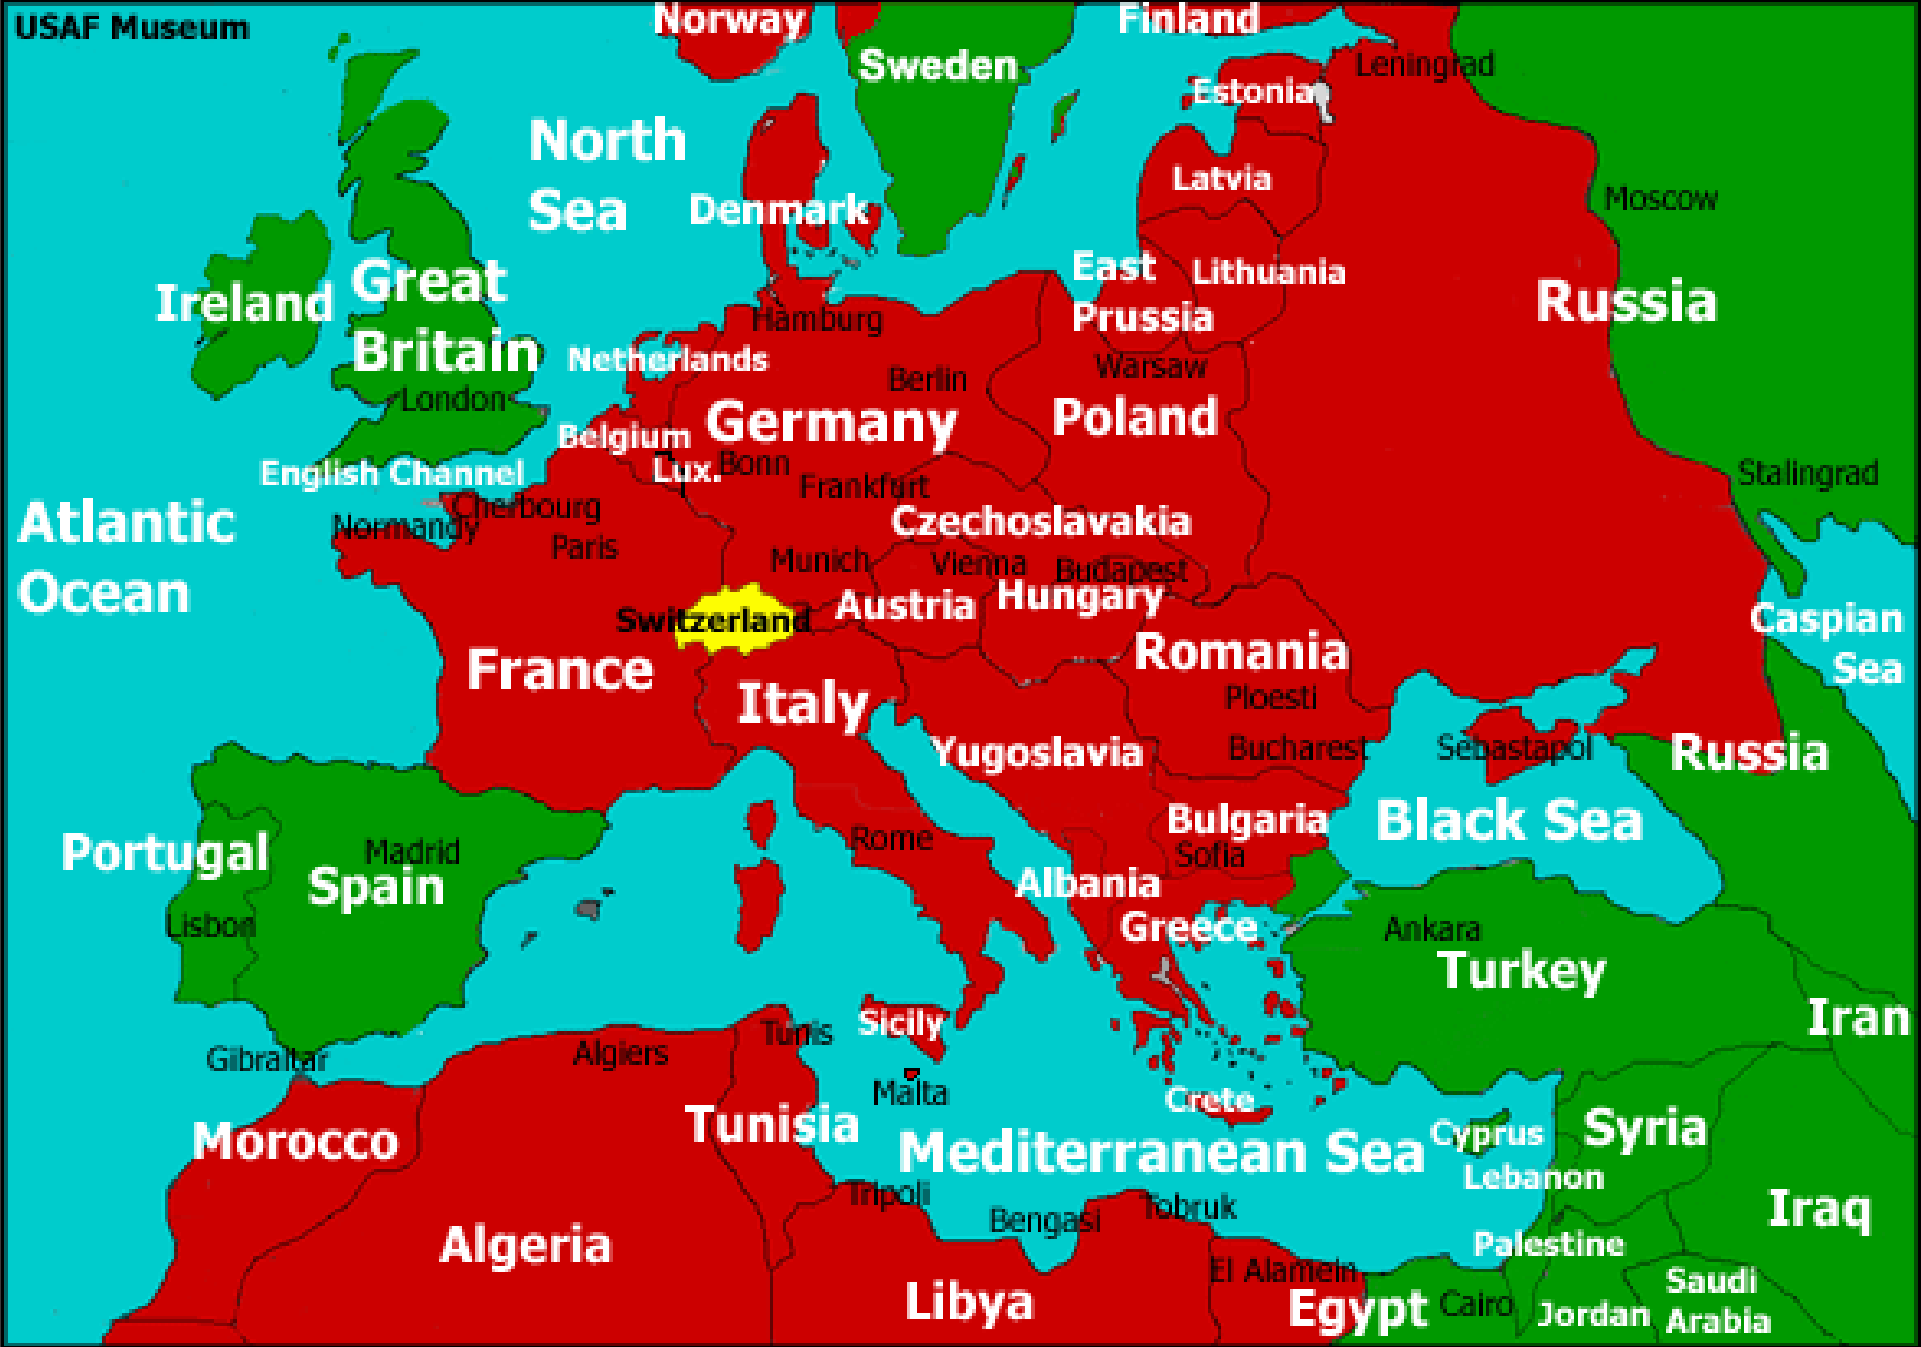 USAF Museum
Norway
Finland
Sweden
Leningrad
Estonia
North
Sea
Latvia
Moscow
Denmark
East
Prussia
Lithuania
Great
Britain
Ireland
Russia
Hamburg
Netherlands
Warsaw
Berlin
London
Germany
Poland
Belgium
English Channel
Lux.
Bonn
Stalingrad
Frankfurt
Cherbourg
Atlantic
Ocean
Normandy
Czechoslavakia
Paris
Munich
Vienna
Budapest
Hungary
Austria
Switzerland
Caspian
Sea
France
Romania
Italy
Ploesti
Yugoslavia
Bucharest
Sebastapol
Russia
Bulgaria
Black Sea
Rome
Portugal
Madrid
Spain
Sofia
Albania
Lisbon
Greece
Ankara
Turkey
Iran
Sicily
Tunis
Algiers
Gibraltar
Malta
Crete
Morocco
Tunisia
Mediterranean Sea
Cyprus
Syria
Lebanon
Tripoli
Bengasi
Tobruk
Iraq
Algeria
Palestine
El Alamein
Saudi
Arabia
Libya
Egypt
Cairo
Jordan